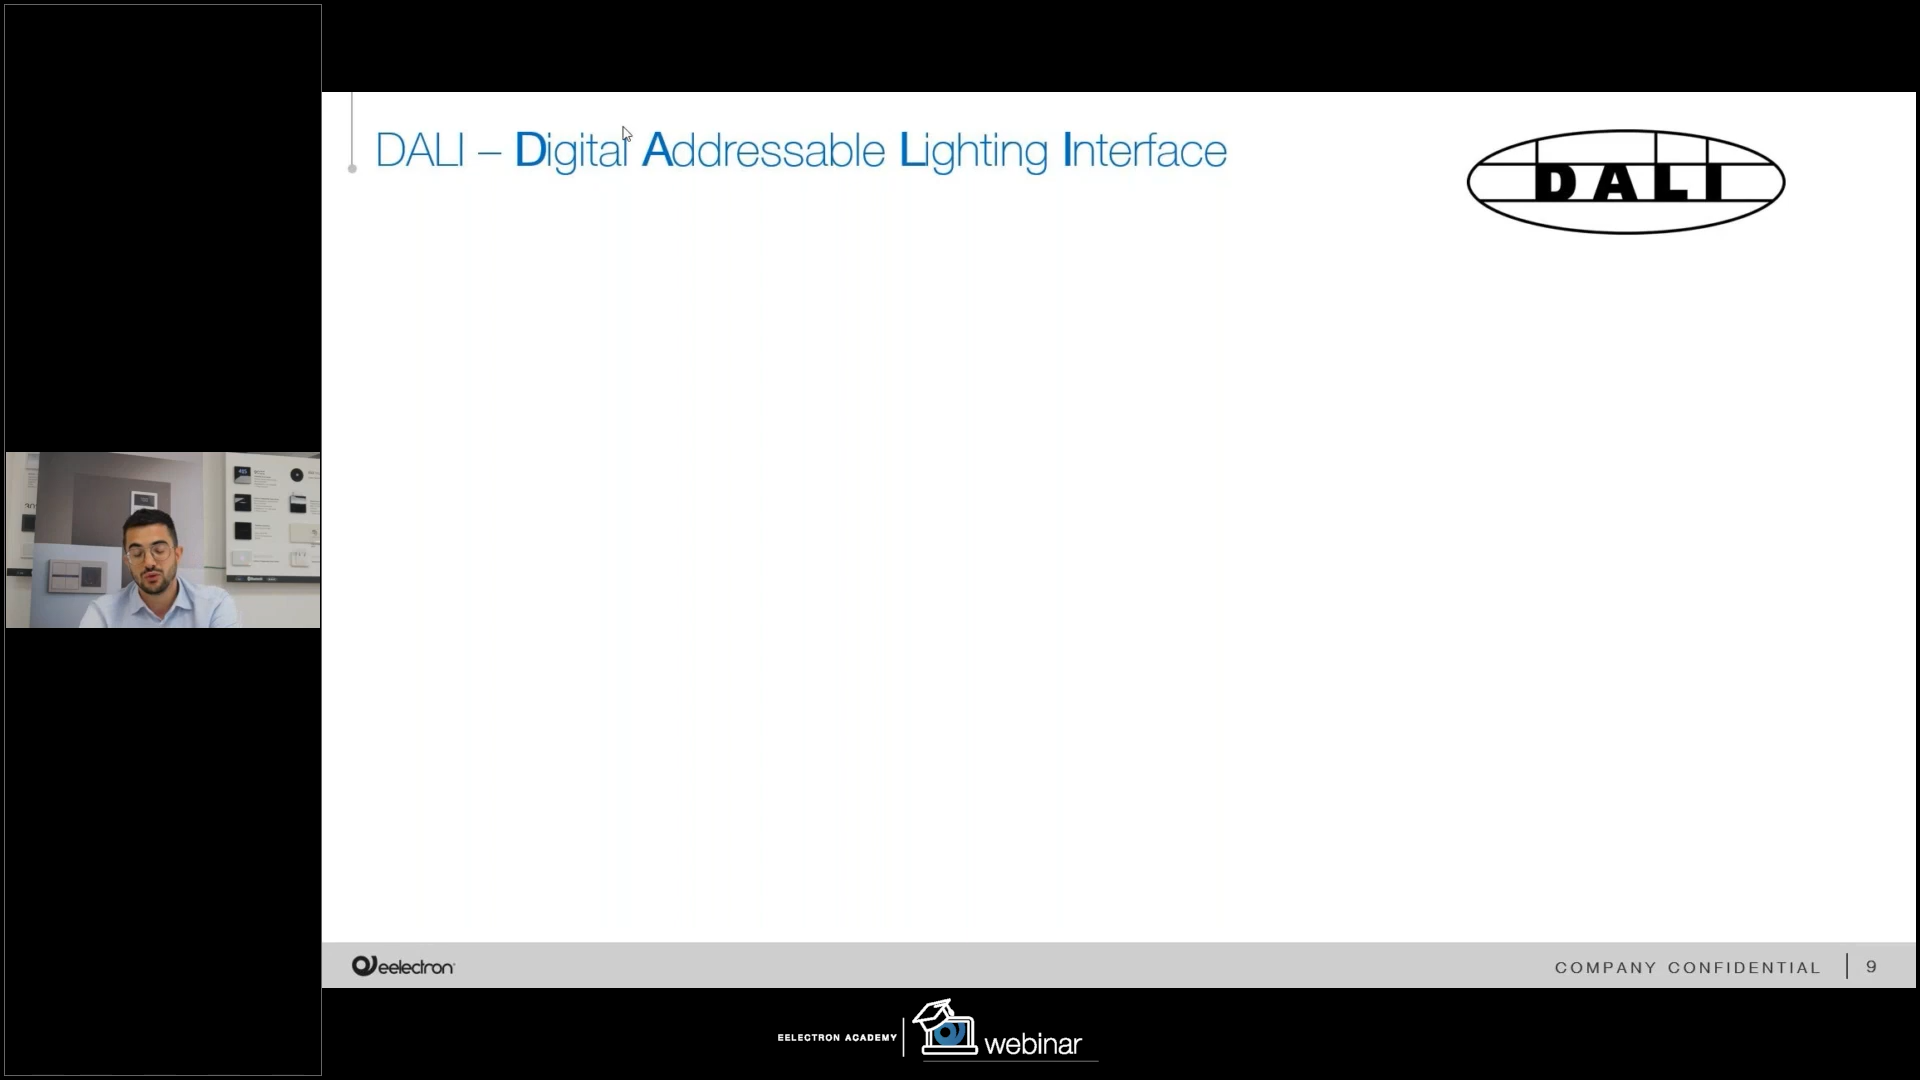 DALI – Digital Addressable Lighting Interface
DALI
eelectron
COMPANY CONFIDENTIAL
9
EELECTRON ACADEMY
webinar